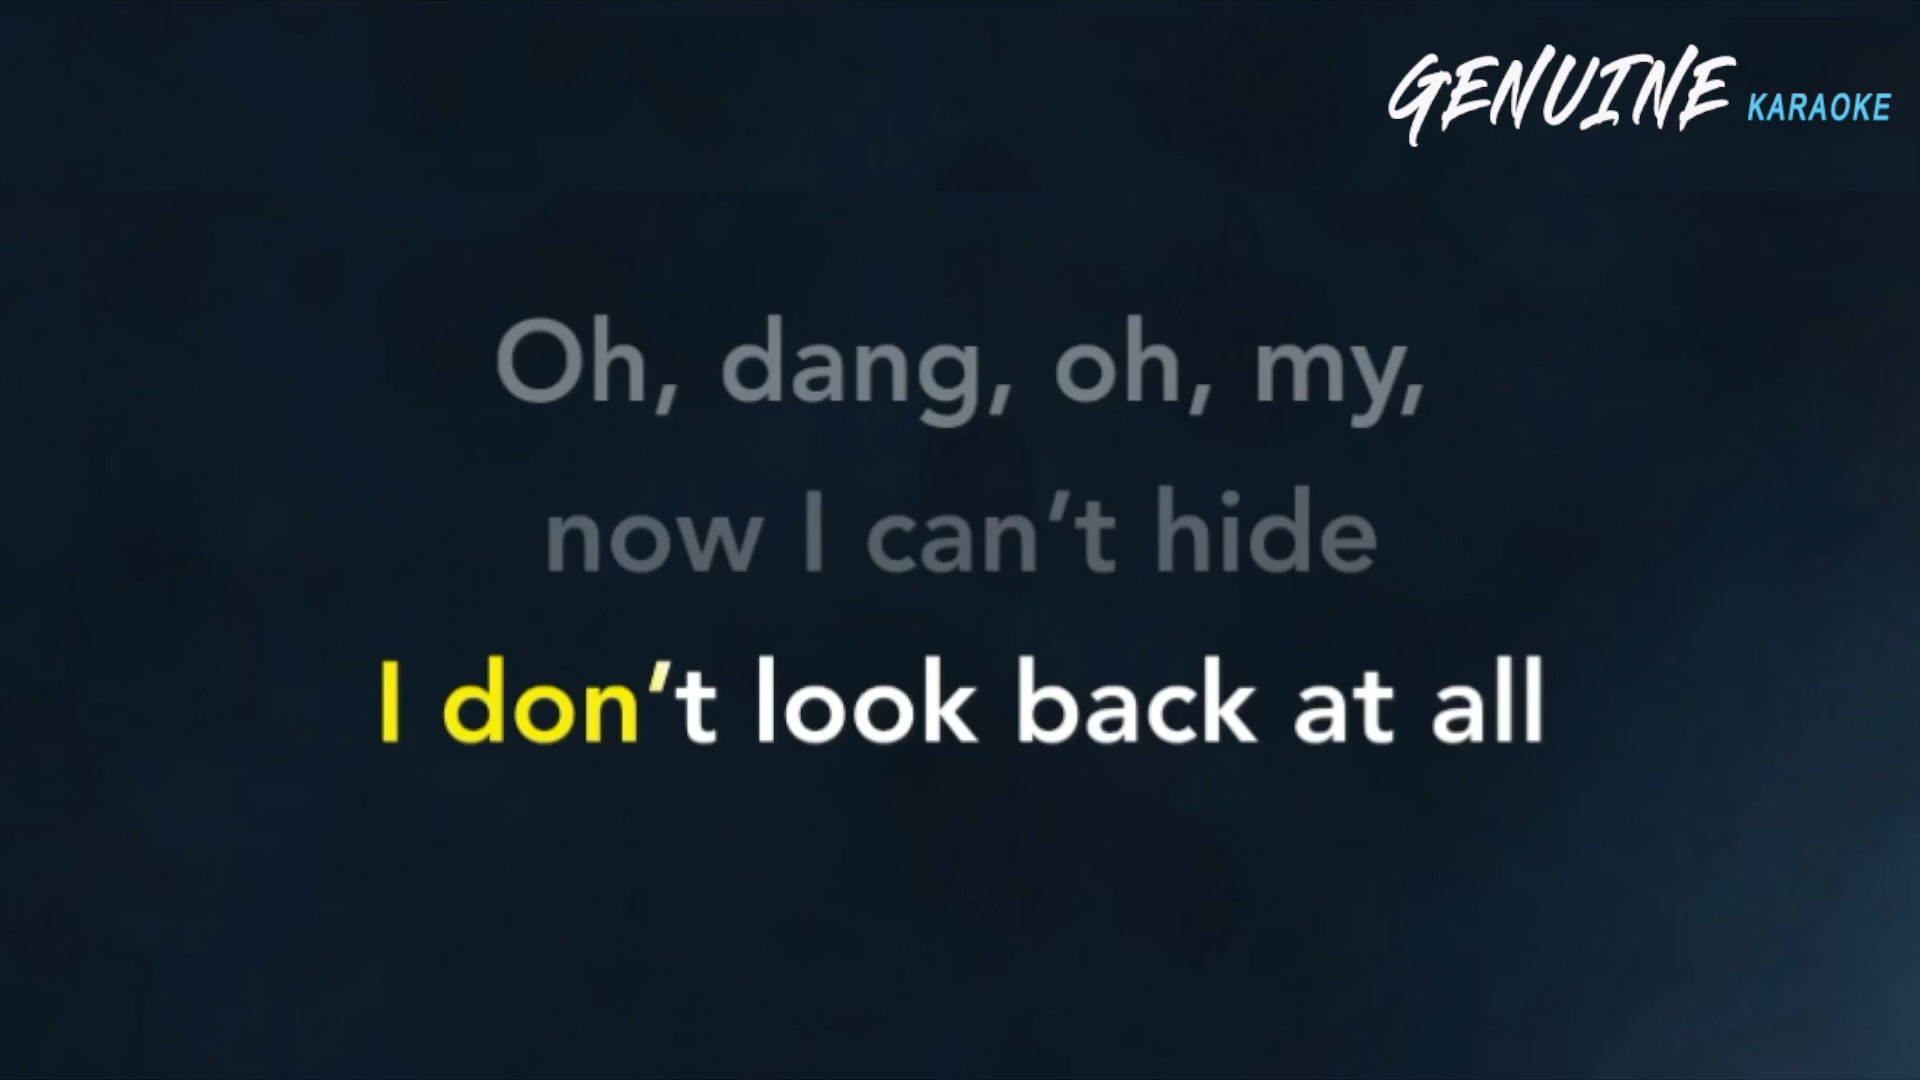 GENUINE KARAOKE
Oh, dang, oh, my,
now I can’t hide
I don’t look back at all